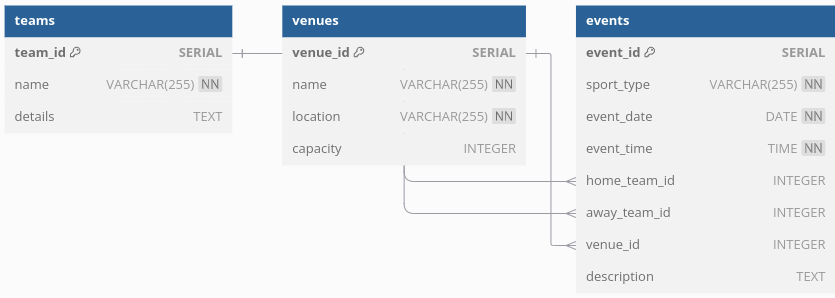 teams
team_id SERIAL
name VARCHAR(255) NN
details TEXT
venues
venue_id SERIAL
name VARCHAR(255) NN
location VARCHAR(255) NN
capacity INTEGER
events
event_id SERIAL
sport_type VARCHAR(255) NN
event_date DATE NN
event_time TIME NN
home_team_id INTEGER
away_team_id INTEGER
venue_id INTEGER
description TEXT